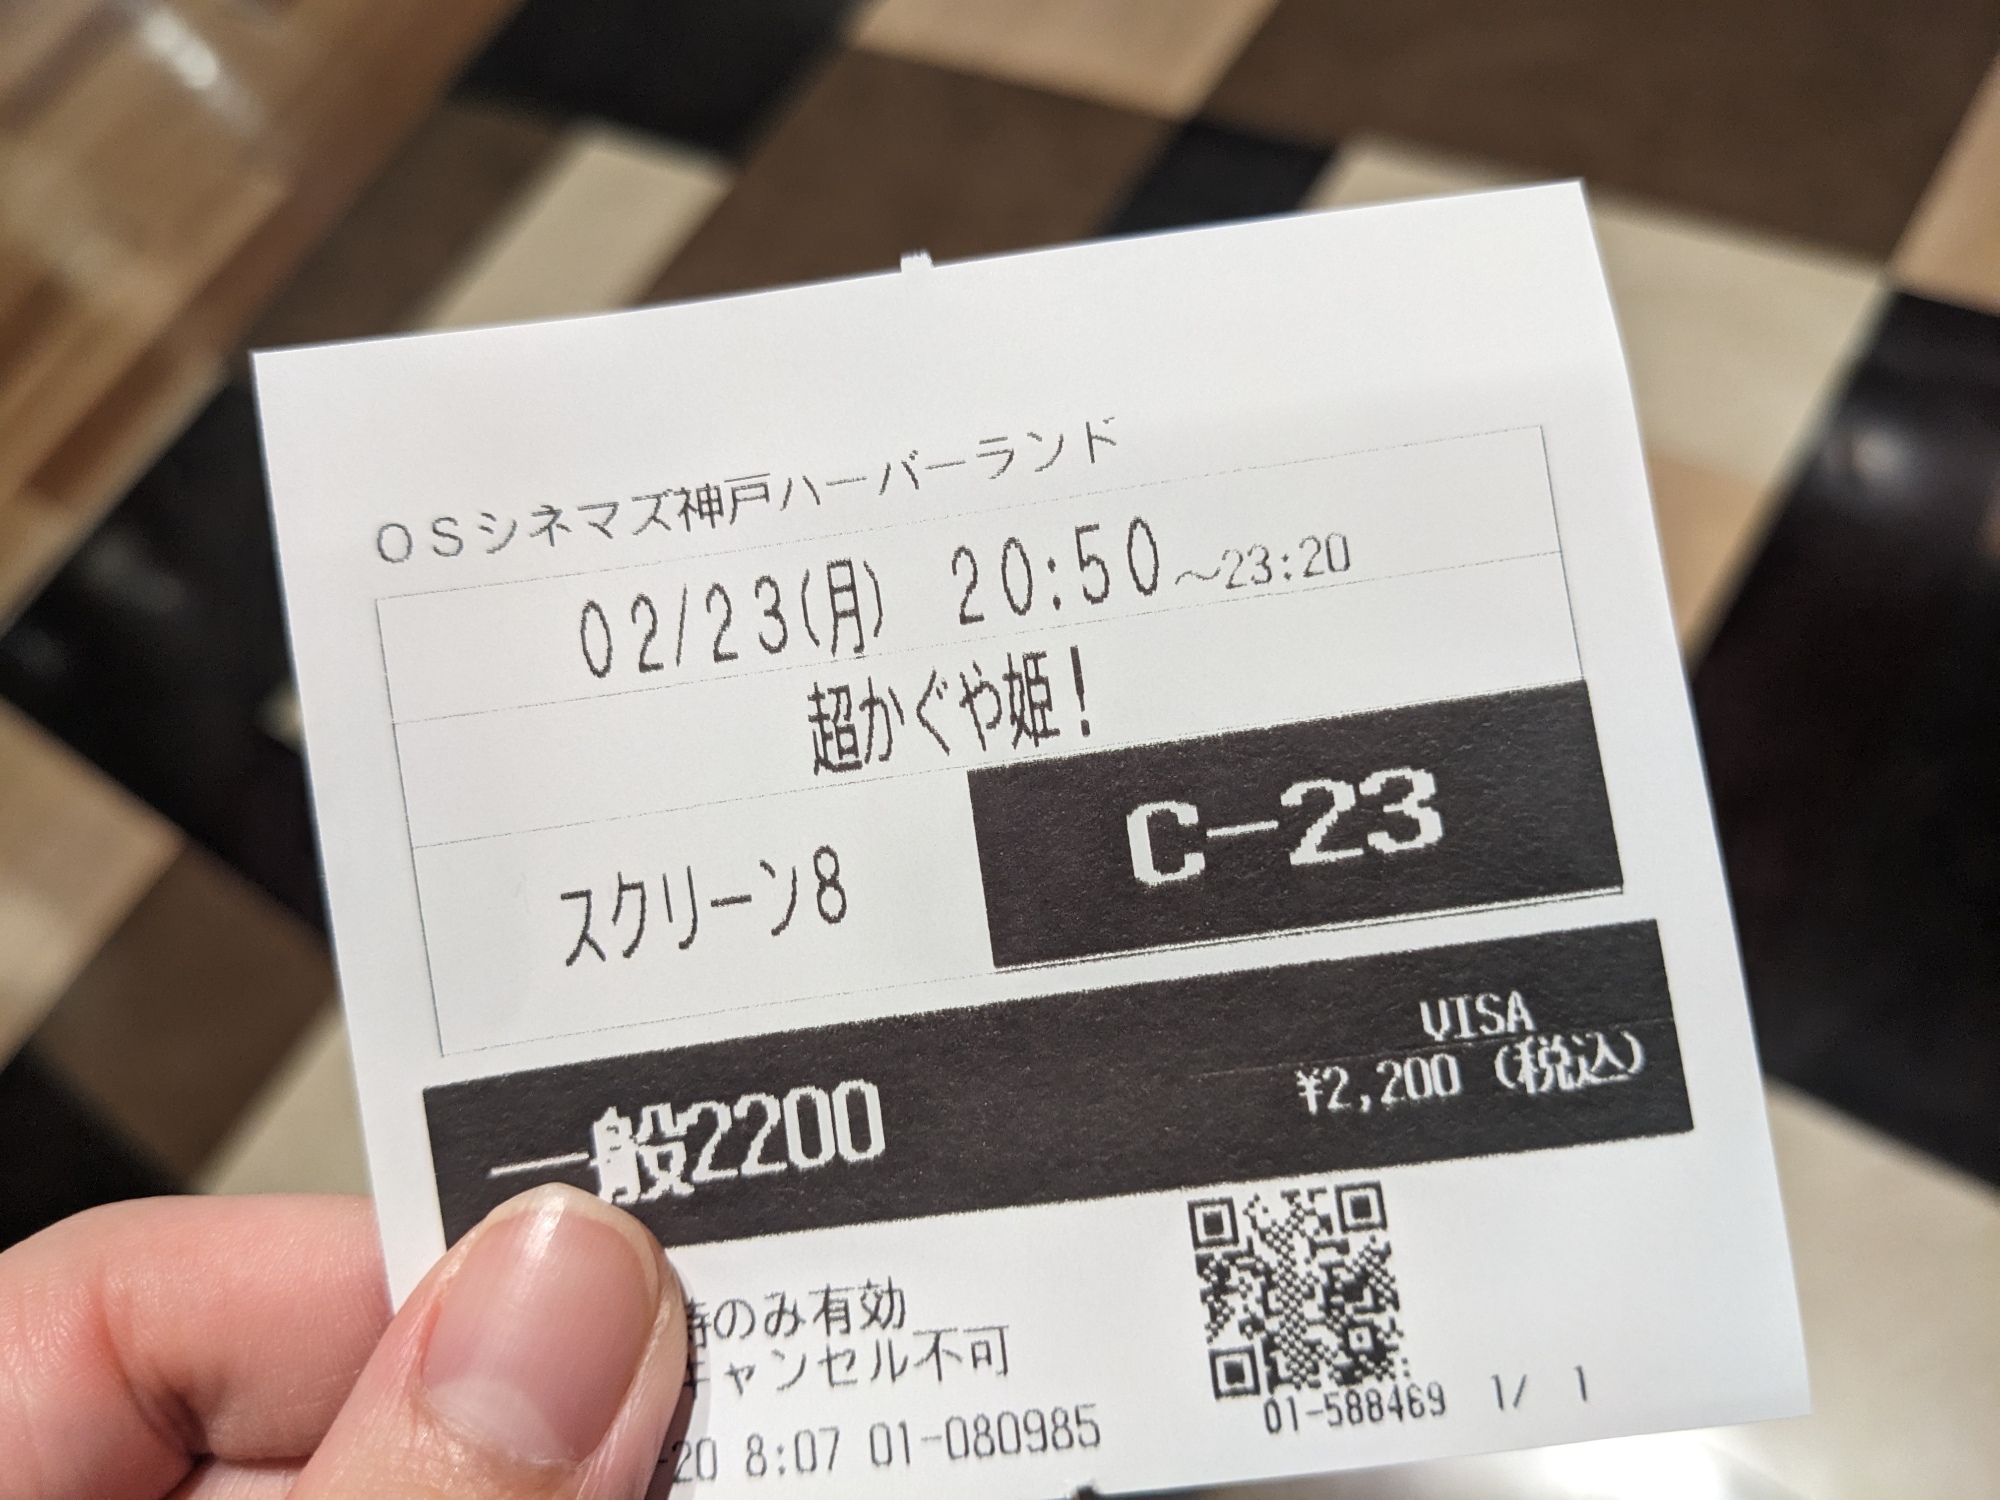 ＯＳシネマズ神戸ハーバーランド
02/23(月) 20:50～23:20
超かぐや姫！
スクリーン8
C-23
一般2200
VISA
¥2,200 (税込)
のみ有効
キャンセル不可
-20 8:07 01-080985
01-588469 1/ 1